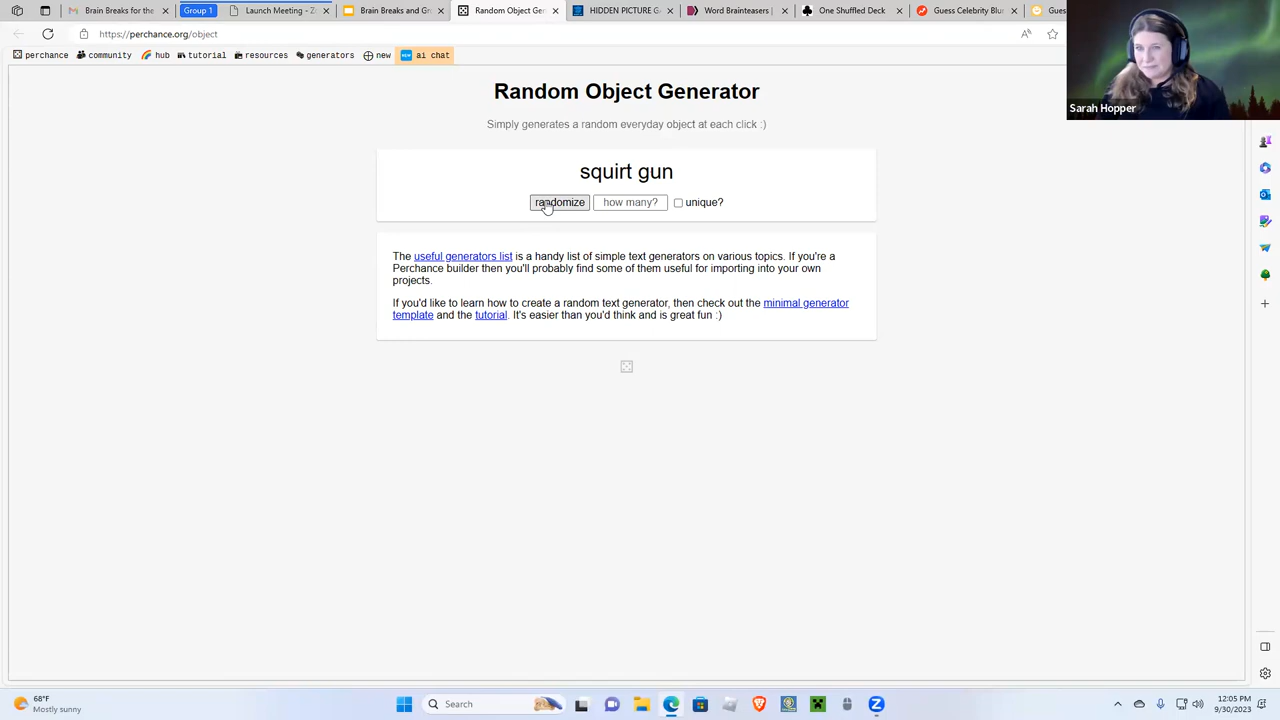 Brain Breaks for the
Group 1
Launch Meeting - Z
Brain Breaks and Gr
Random Object Gen
HIDDEN PICTURE G
Word Brainteasers |
One Shuffled Deck
Guess Celebrity Blu
Gues
https://perchance.org/object
perchance
community
hub
tutorial
resources
generators
new
NEW
ai chat
Sarah Hopper
Random Object Generator
Simply generates a random everyday object at each click :)
squirt gun
randomize
how many?
unique?
The useful generators list is a handy list of simple text generators on various topics. If you're a
Perchance builder then you'll probably find some of them useful for importing into your own
projects.
If you'd like to learn how to create a random text generator, then check out the minimal generator
template and the tutorial. It's easier than you'd think and is great fun :)
68°F
Mostly sunny
Search
12:05 PM
9/30/2023